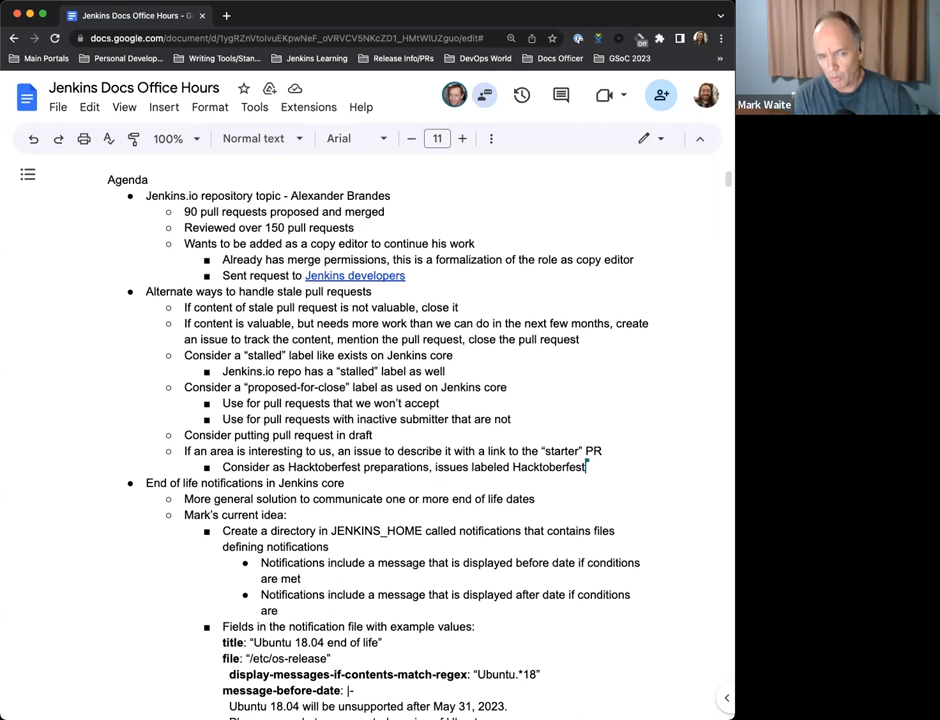 Jenkins Docs Office Hours - G
docs.google.com/document/d/1ygRZnVtolvuEKpwNeF_oVRVCV5NKcZD1_HMtWlUZguo/edit#
Off
Main Portals
Personal Develop...
Writing Tools/Stan...
Jenkins Learning
Release Info/PRs
DevOps World
Docs Officer
GSoC 2023
»
Mark Waite
Jenkins Docs Office Hours
File Edit View Insert Format Tools Extensions Help
100% Normal text Arial − 11 +
Agenda
● Jenkins.io repository topic - Alexander Brandes
○ 90 pull requests proposed and merged
○ Reviewed over 150 pull requests
○ Wants to be added as a copy editor to continue his work
■ Already has merge permissions, this is a formalization of the role as copy editor
■ Sent request to Jenkins developers
● Alternate ways to handle stale pull requests
○ If content of stale pull request is not valuable, close it
○ If content is valuable, but needs more work than we can do in the next few months, create
an issue to track the content, mention the pull request, close the pull request
○ Consider a “stalled” label like exists on Jenkins core
■ Jenkins.io repo has a “stalled” label as well
○ Consider a “proposed-for-close” label as used on Jenkins core
■ Use for pull requests that we won’t accept
■ Use for pull requests with inactive submitter that are not
○ Consider putting pull request in draft
○ If an area is interesting to us, an issue to describe it with a link to the “starter” PR
■ Consider as Hacktoberfest preparations, issues labeled Hacktoberfest
● End of life notifications in Jenkins core
○ More general solution to communicate one or more end of life dates
○ Mark’s current idea:
■ Create a directory in JENKINS_HOME called notifications that contains files
defining notifications
● Notifications include a message that is displayed before date if conditions
are met
● Notifications include a message that is displayed after date if conditions
are
■ Fields in the notification file with example values:
title: “Ubuntu 18.04 end of life”
file: “/etc/os-release”
display-messages-if-contents-match-regex: “Ubuntu.*18”
message-before-date: |-
Ubuntu 18.04 will be unsupported after May 31, 2023.